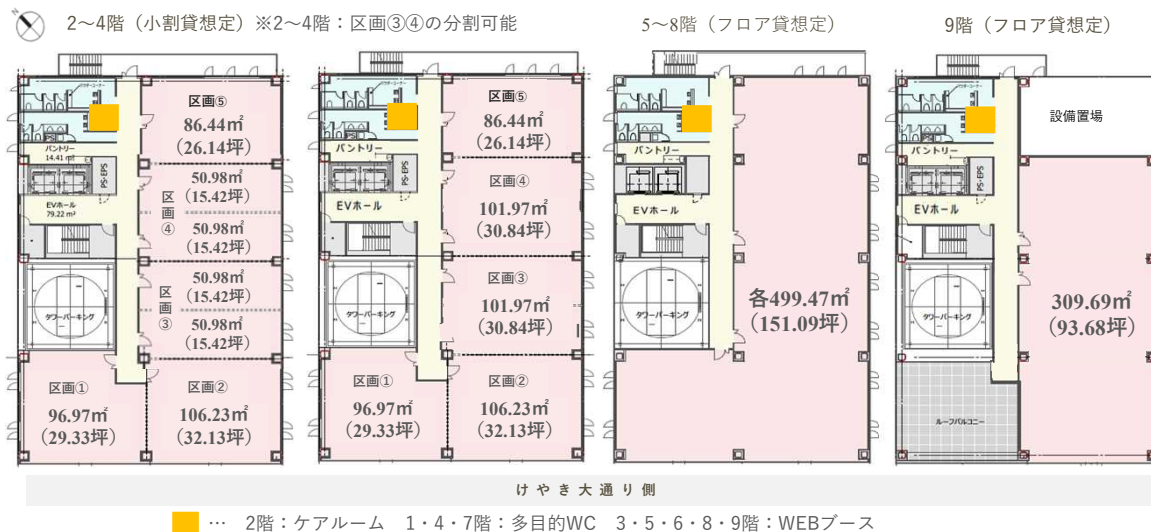 2～4階（小割貸想定）※2～4階：区画③④の分割可能
5～8階（フロア貸想定）
9階（フロア貸想定）
N
パウダーコーナー
区画⑤
86.44㎡
（26.14坪）
パントリー
14.41 ㎡
PS・EPS
50.98㎡
（15.42坪）
区画④
EVホール
79.22 ㎡
50.98㎡
（15.42坪）
50.98㎡
（15.42坪）
区画③
タワーパーキング
50.98㎡
（15.42坪）
区画①
96.97㎡
（29.33坪）
区画②
106.23㎡
（32.13坪）
区画⑤
86.44㎡
（26.14坪）
パントリー
PS・EPS
区画④
101.97㎡
（30.84坪）
EVホール
区画③
101.97㎡
（30.84坪）
タワーパーキング
区画①
96.97㎡
（29.33坪）
区画②
106.23㎡
（32.13坪）
パントリー
PS・EPS
EVホール
タワーパーキング
各499.47㎡
（151.09坪）
設備置場
パントリー
PS・EPS
EVホール
タワーパーキング
309.69㎡
（93.68坪）
ルーフバルコニー
けやき大通り側
… 2階：ケアルーム 1・4・7階：多目的WC 3・5・6・8・9階：WEBブース